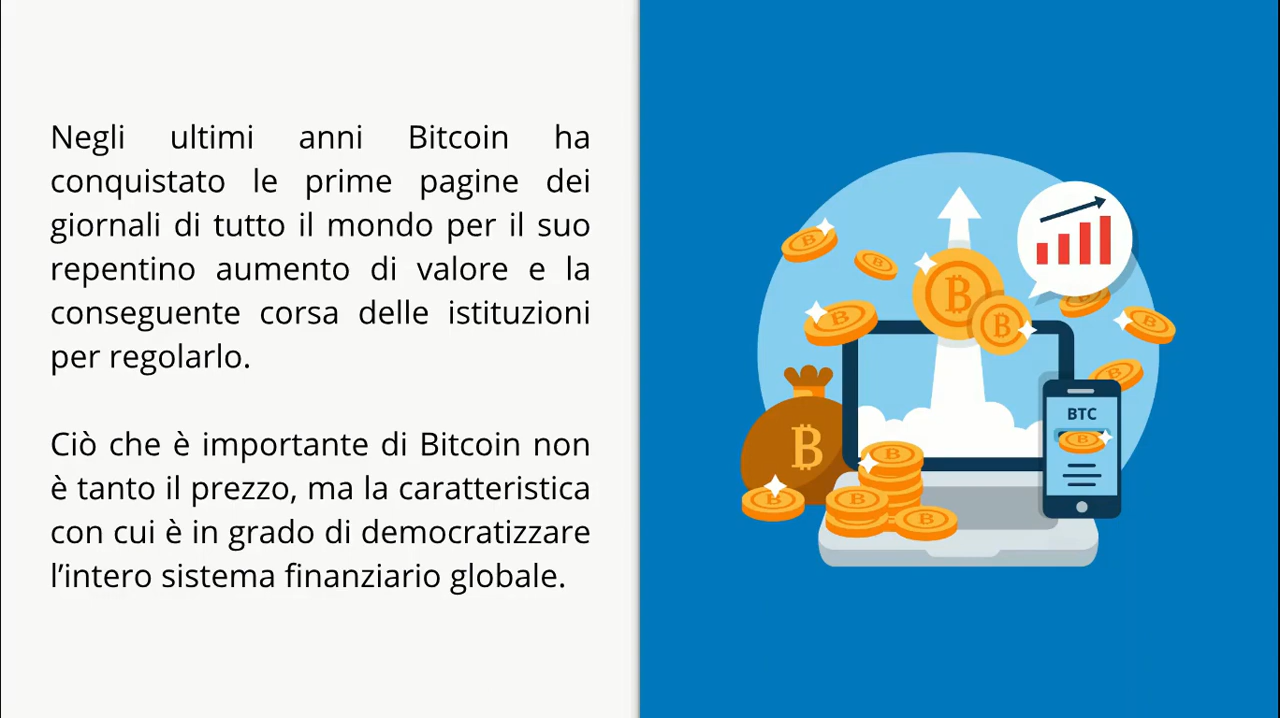 Negli ultimi anni Bitcoin ha
conquistato le prime pagine dei
giornali di tutto il mondo per il suo
repentino aumento di valore e la
conseguente corsa delle istituzioni
per regolarlo.
Ciò che è importante di Bitcoin non
è tanto il prezzo, ma la caratteristica
con cui è in grado di democratizzare
l’intero sistema finanziario globale.
BTC